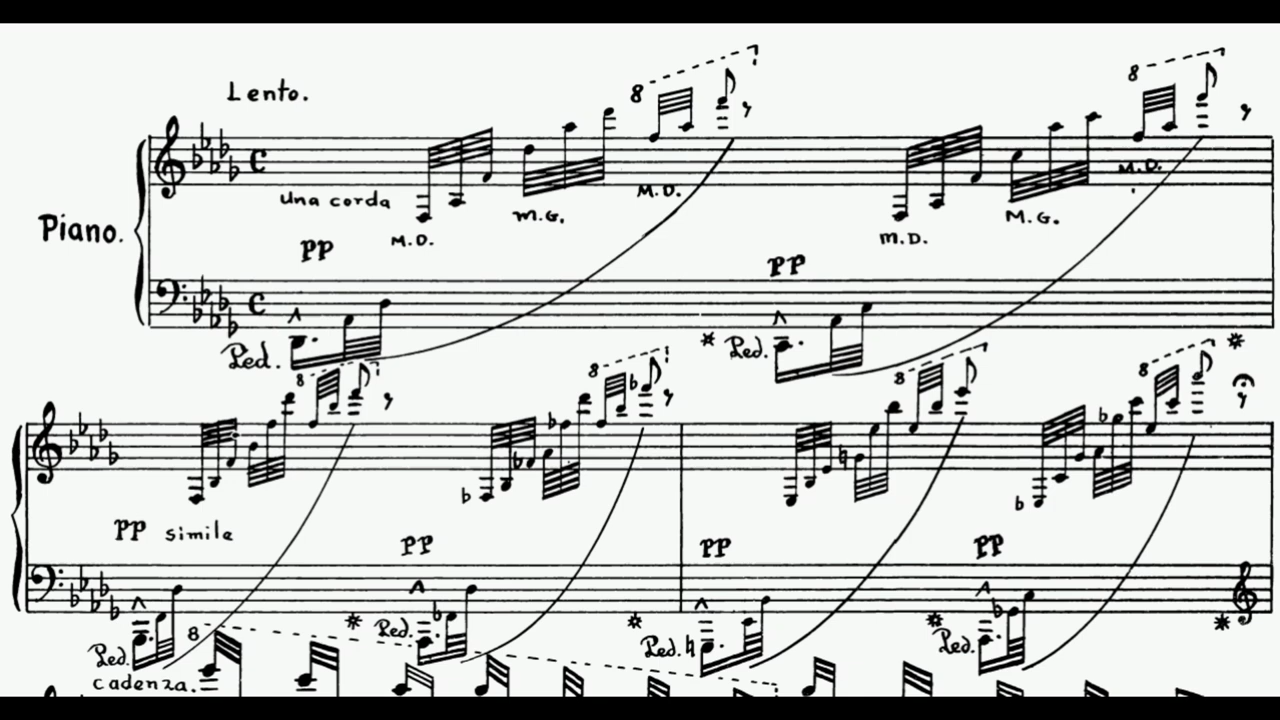 Lento.
8 8
una corda M.D. M.D.
Piano. M.D. m.G. m.D. M.G.
pp pp
Ped. Ped.
8 8 8 8
pp simile pp pp pp
Ped. 8 Ped. Ped. Ped.
cadenza.